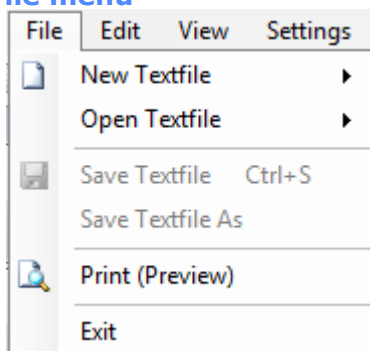 ile menu
File Edit View Settings
New Textfile
Open Textfile
Save Textfile Ctrl+S
Save Textfile As
Print (Preview)
Exit